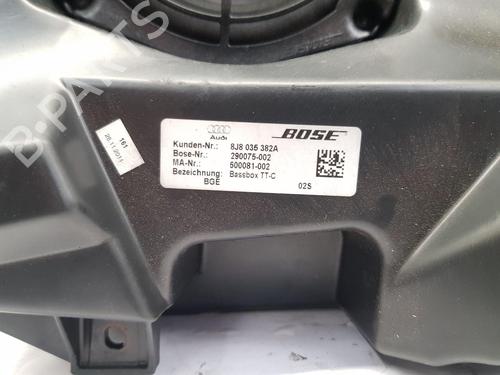 BOSE
Audi
BOSE
Kunden-Nr.: 8J8 035 382A
Bose-Nr.: 290075-002
MA-Nr.: 500081-002
Bezeichnung: Bassbox TT-C
BGE 02S
161
B-PARTS